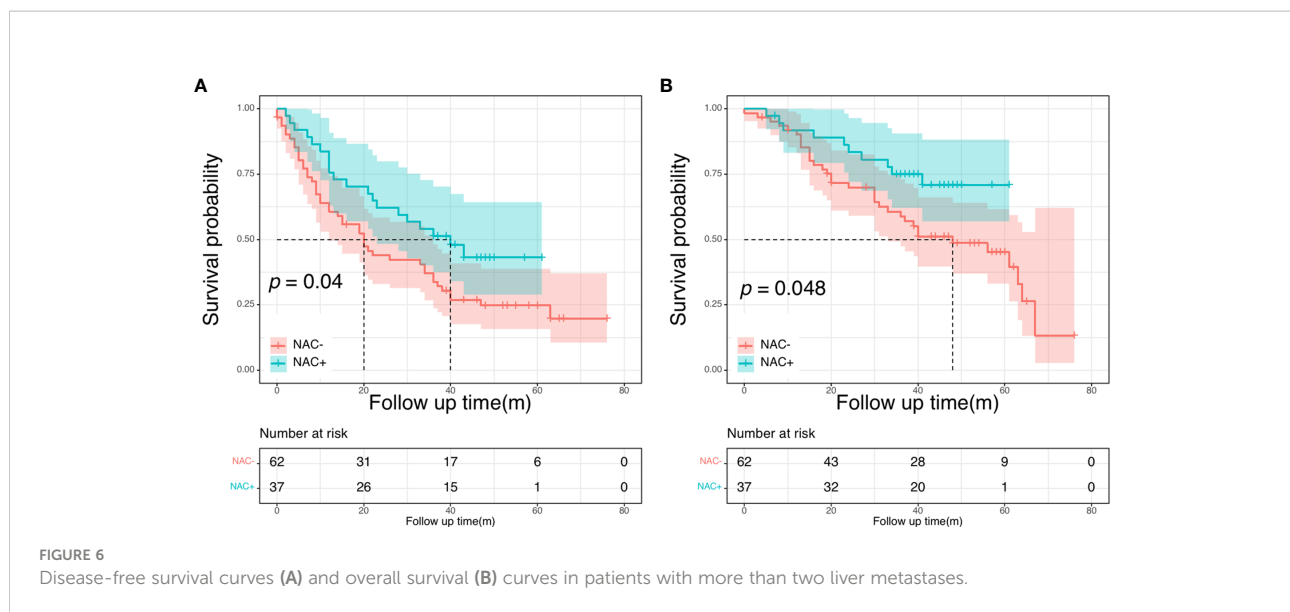 A
Survival probability
1.00
0.75
0.50
0.25
0.00
p = 0.04
NAC-
NAC+
0 20 40 60 80
Follow up time(m)
Number at risk
NAC- 62 31 17 6 0
NAC+ 37 26 15 1 0
0 20 40 60 80
Follow up time(m)
B
Survival probability
1.00
0.75
0.50
0.25
0.00
p = 0.048
NAC-
NAC+
0 20 40 60 80
Follow up time(m)
Number at risk
NAC- 62 43 28 9 0
NAC+ 37 32 20 1 0
0 20 40 60 80
Follow up time(m)
FIGURE 6
Disease-free survival curves (A) and overall survival (B) curves in patients with more than two liver metastases.